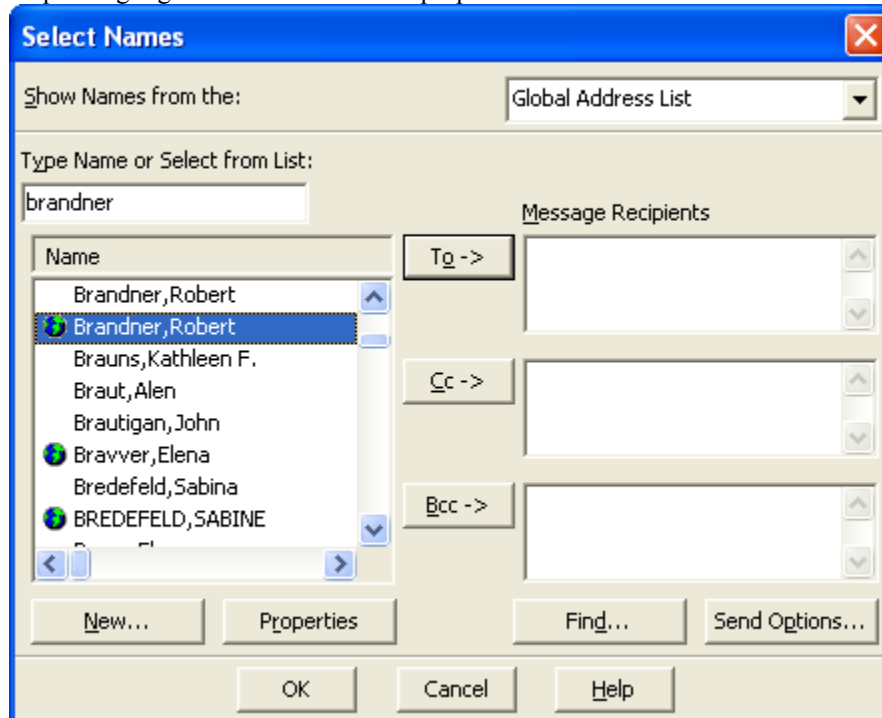 Select Names
Show Names from the:
Global Address List
Type Name or Select from List:
brandner
Message Recipients
Name
To ->
Brandner,Robert
Brandner,Robert
Brauns,Kathleen F.
Cc ->
Braut,Alen
Brautigan,John
Bravver,Elena
Bredefeld,Sabina
Bcc ->
BREDEFELD,SABINE
New...
Properties
Find...
Send Options...
OK
Cancel
Help